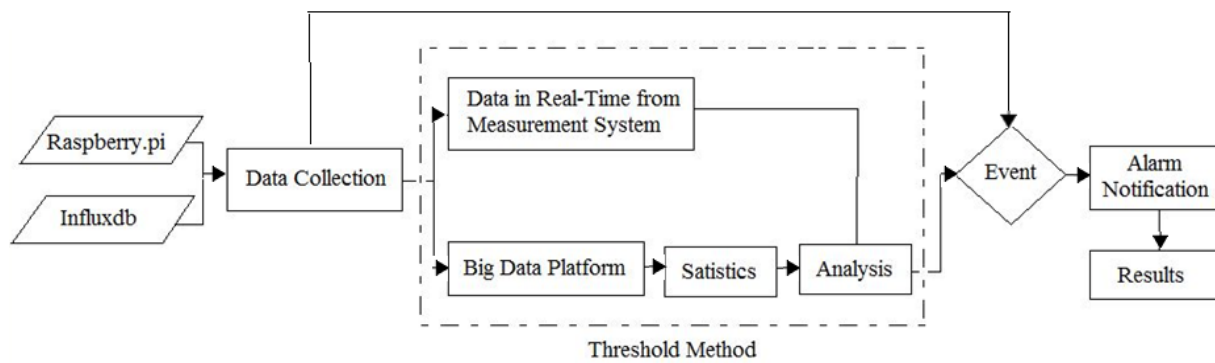 Raspberry.pi
Influxdb
Data Collection
Data in Real-Time from
Measurement System
Big Data Platform
Satistics
Analysis
Threshold Method
Event
Alarm
Notification
Results